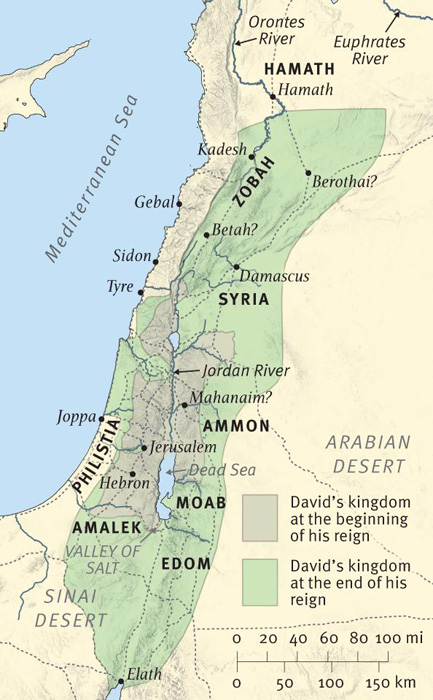 Orontes
River
Euphrates
River
HAMATH
Hamath
Mediterranean Sea
Kadesh
ZOBAH
Berothai?
Gebal
Betah?
Sidon
Damascus
Tyre
SYRIA
Jordan River
Mahanaim?
Joppa
AMMON
PHILISTIA
Jerusalem
ARABIAN
DESERT
Dead Sea
Hebron
MOAB
David's kingdom
at the beginning
of his reign
AMALEK
VALLEY OF
SALT
EDOM
David's kingdom
at the end of his
reign
SINAI
DESERT
0 20 40 60 80 100 mi
0 50 100 150 km
Elath